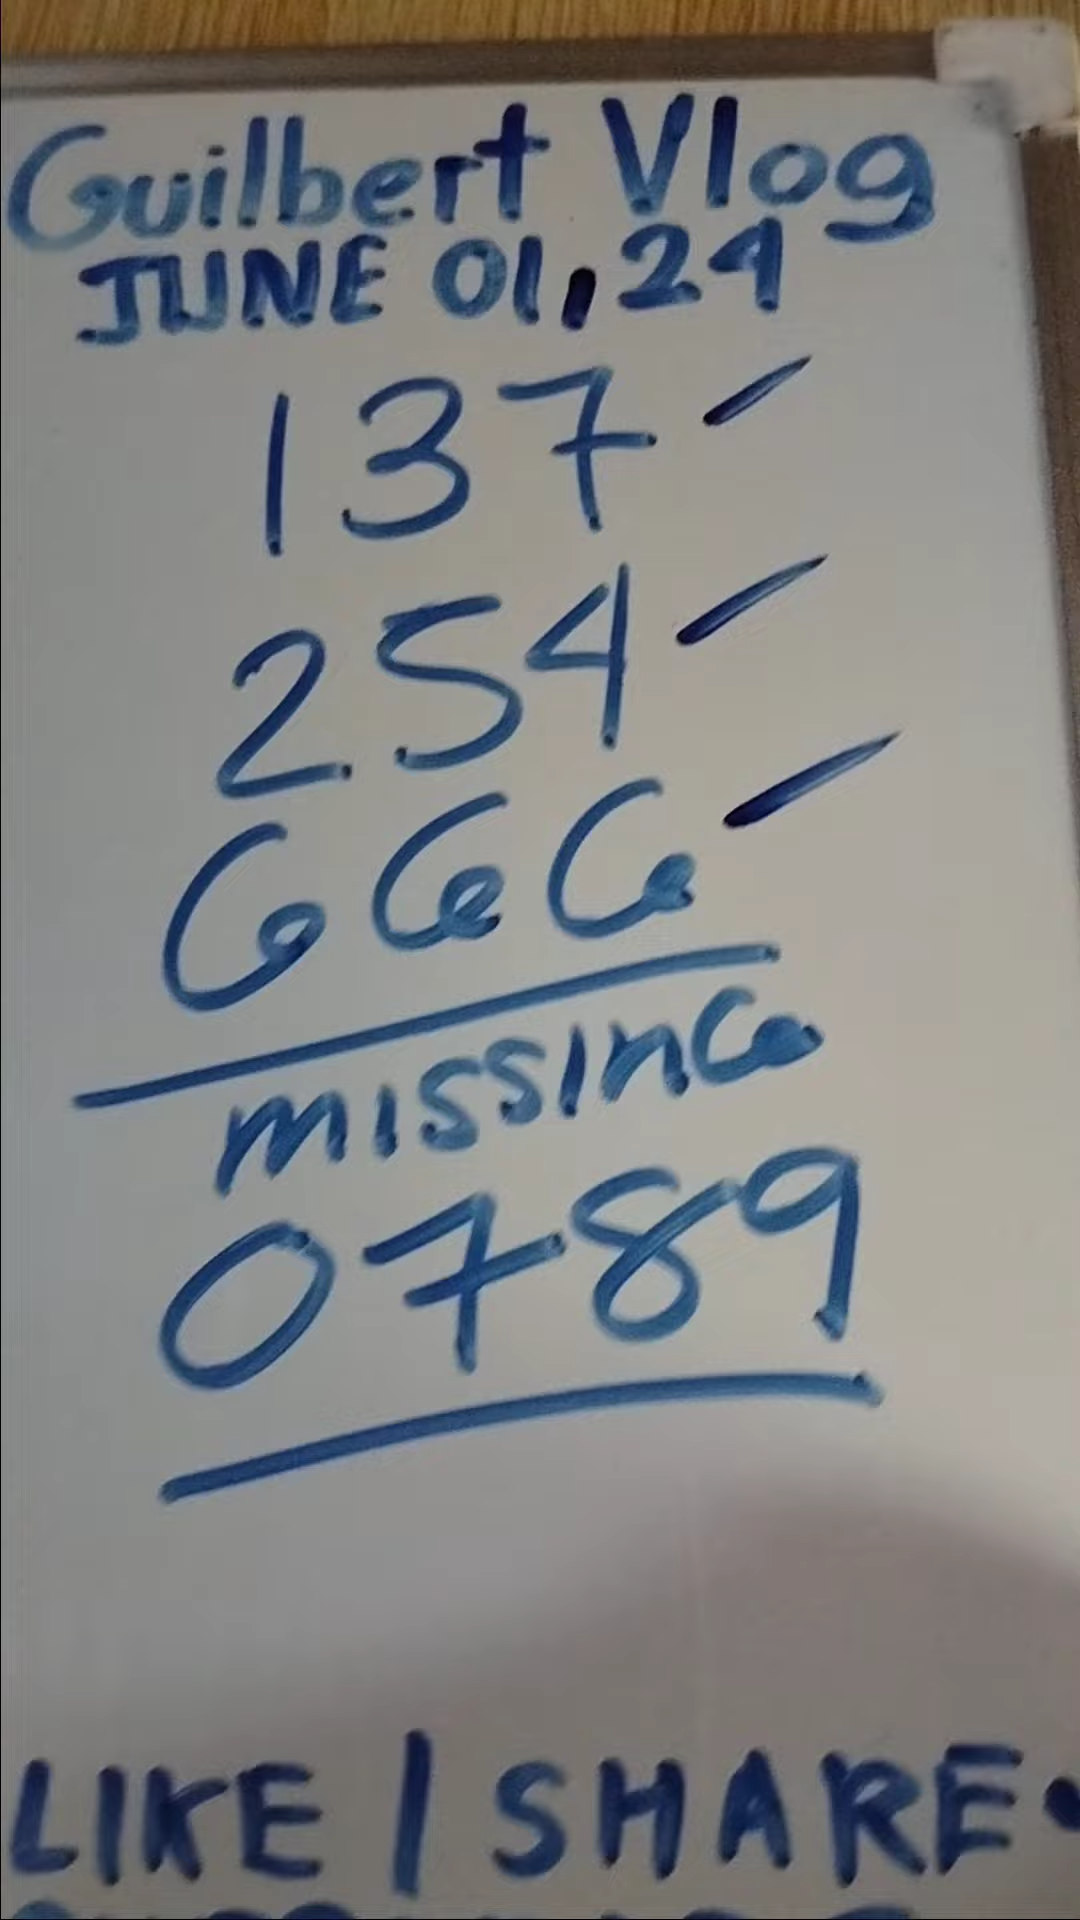 Guilbert Vlog
JUNE 01,24
137
254
666
missing
0789
LIKE / SHARE